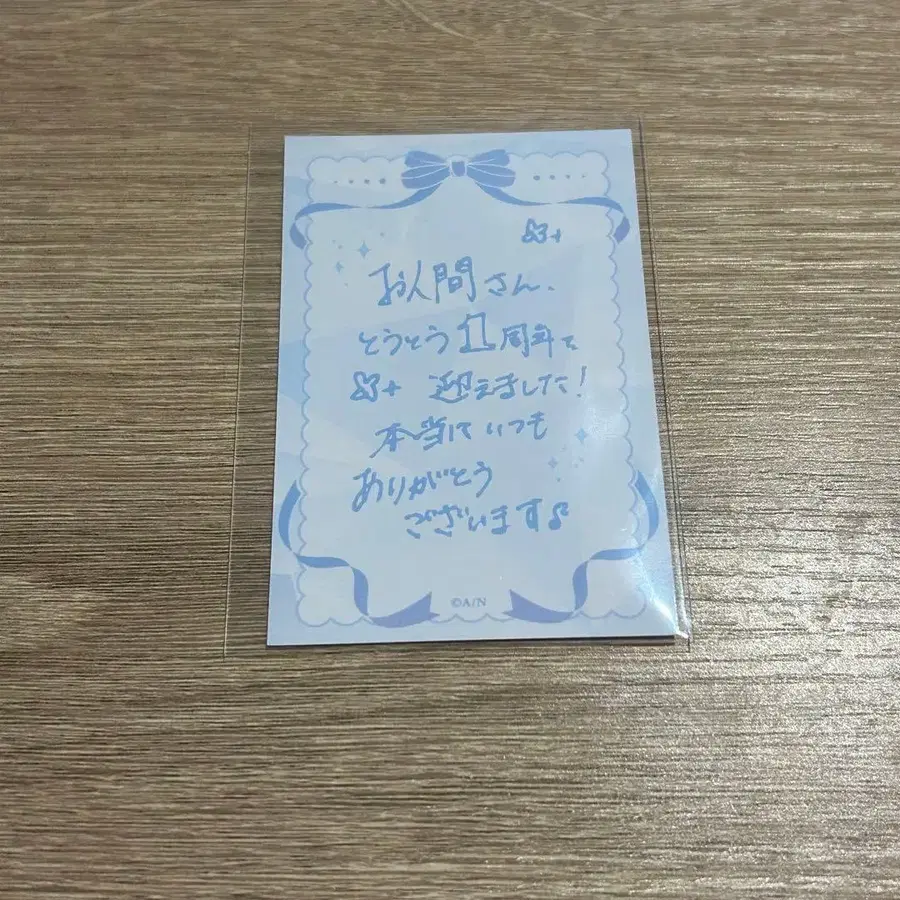 お人間さん、
とうとう1周年を
迎えました！
本当にいつも
ありがとう
ございます♪
©A/N